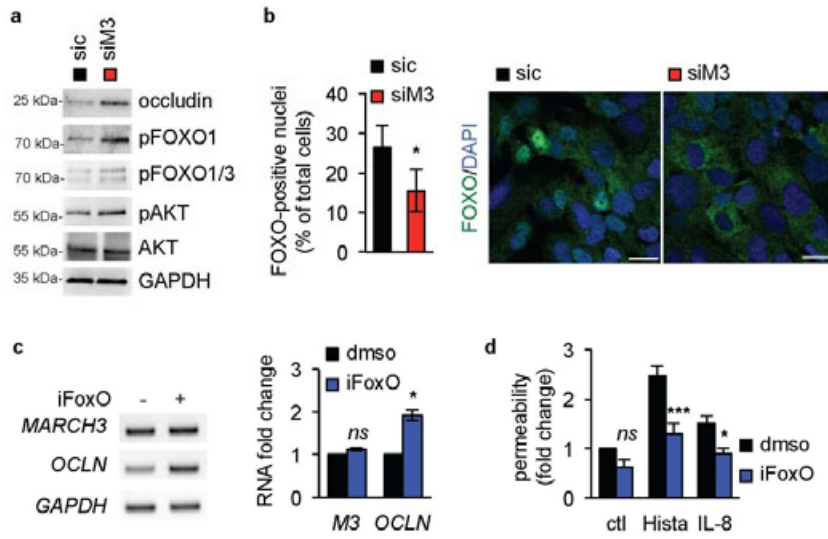 a
sic
siM3
25 kDa-
occludin
70 kDa-
pFOXO1
70 kDa-
pFOXO1/3
55 kDa-
pAKT
55 kDa-
AKT
35 kDa-
GAPDH
b
sic
siM3
FOXO-positive nuclei
(% of total cells)
40
30
20
10
0
*
sic
siM3
FOXO/DAPI
c
iFoxO - +
MARCH3
OCLN
GAPDH
dmso
iFoxO
RNA fold change
3
2
1
0
ns
*
M3 OCLN
d
permeability
(fold change)
3
2
1
0
ns
***
*
dmso
iFoxO
ctl Hista IL-8